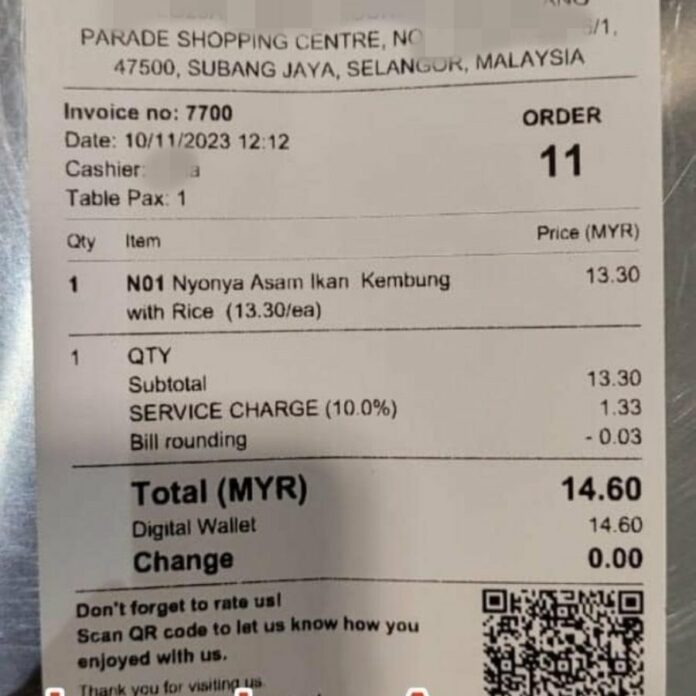 PARADE SHOPPING CENTRE, NO
47500, SUBANG JAYA, SELANGOR, MALAYSIA
Invoice no: 7700
Date: 10/11/2023 12:12
Cashier:
Table Pax: 1
ORDER
11
Qty Item Price (MYR)
1 N01 Nyonya Asam Ikan Kembung 13.30
with Rice (13.30/ea)
1 QTY
Subtotal 13.30
SERVICE CHARGE (10.0%) 1.33
Bill rounding - 0.03
Total (MYR) 14.60
Digital Wallet 14.60
Change 0.00
Don't forget to rate us!
Scan QR code to let us know how you
enjoyed with us.
Thank you for visiting us.